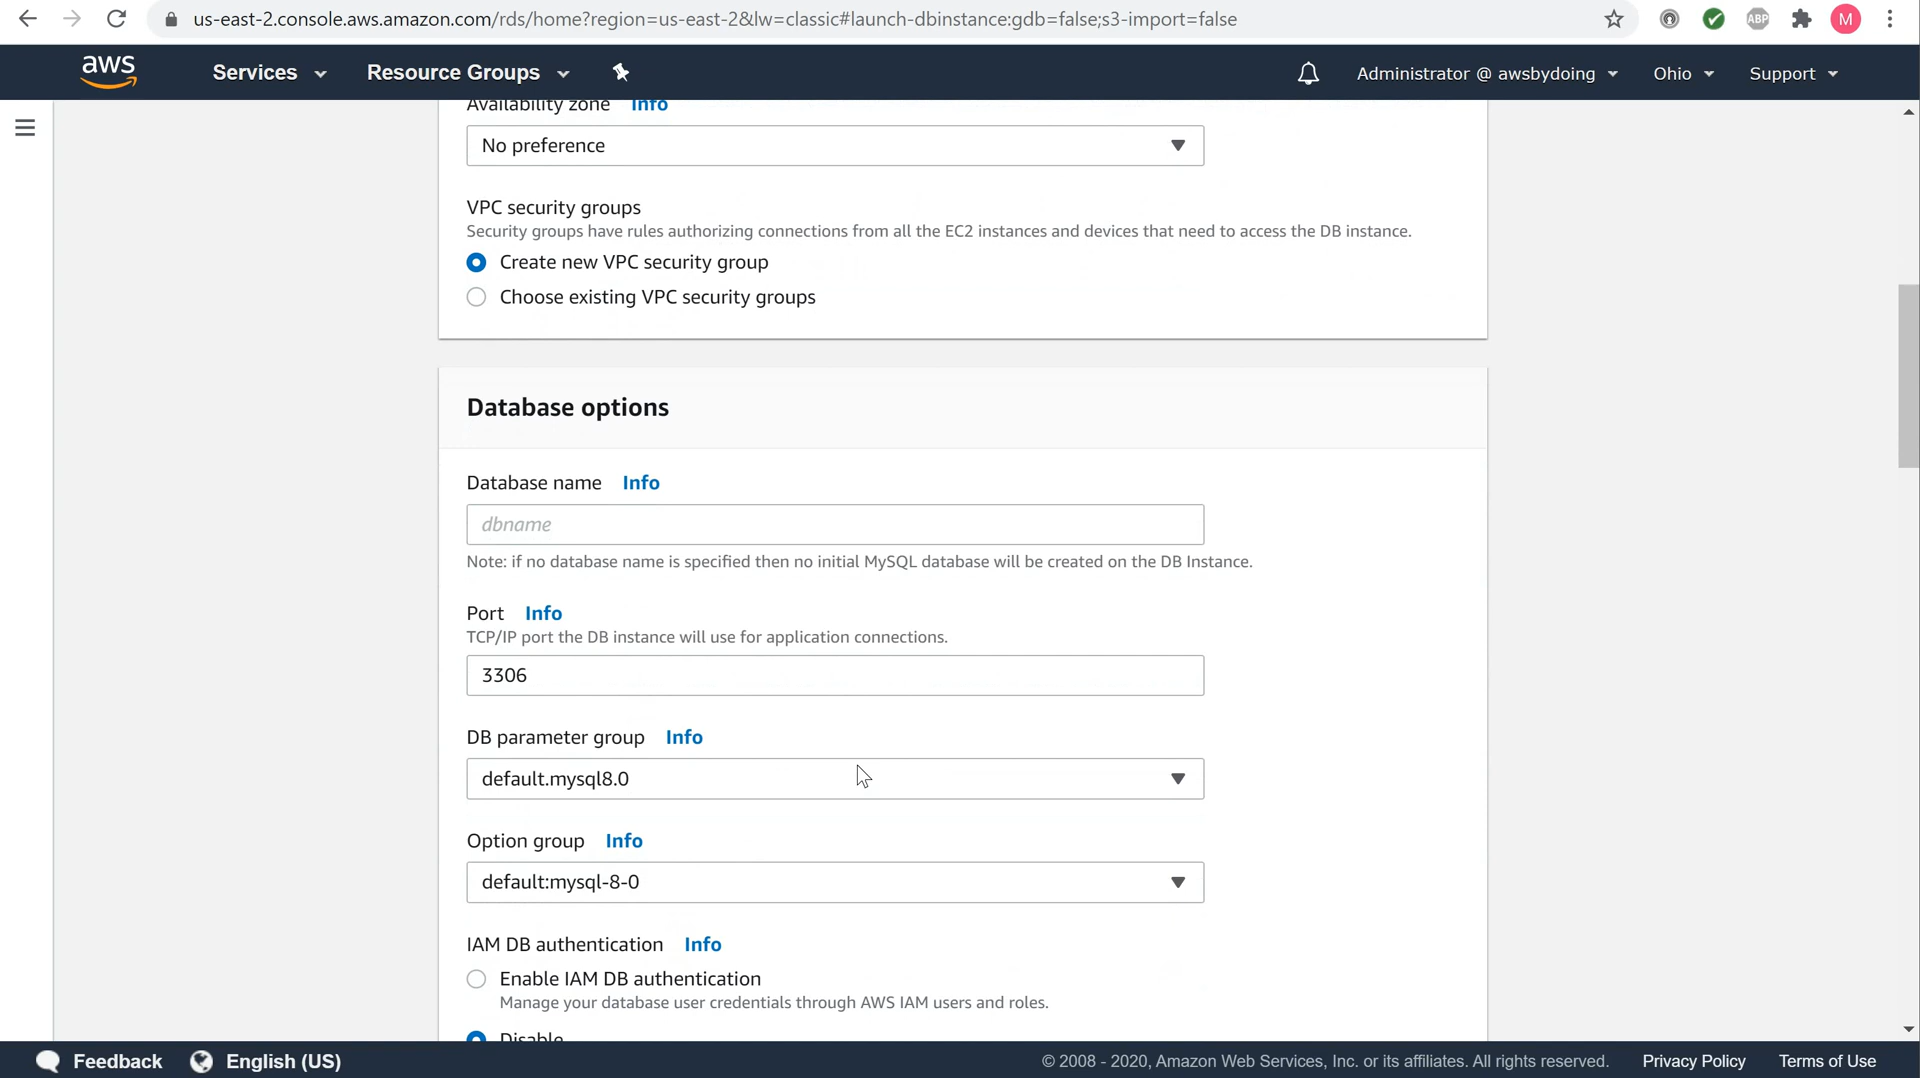 us-east-2.console.aws.amazon.com/rds/home?region=us-east-2&lw=classic#launch-dbinstance:gdb=false;s3-import=false
ABP
M
aws
Services
Resource Groups
Administrator @ awsbydoing
Ohio
Support
Availability zone Info
No preference
VPC security groups
Security groups have rules authorizing connections from all the EC2 instances and devices that need to access the DB instance.
Create new VPC security group
Choose existing VPC security groups
Database options
Database name Info
dbname
Note: if no database name is specified then no initial MySQL database will be created on the DB Instance.
Port Info
TCP/IP port the DB instance will use for application connections.
3306
DB parameter group Info
default.mysql8.0
Option group Info
default:mysql-8-0
IAM DB authentication Info
Enable IAM DB authentication
Manage your database user credentials through AWS IAM users and roles.
Disable
Feedback
English (US)
© 2008 - 2020, Amazon Web Services, Inc. or its affiliates. All rights reserved.
Privacy Policy
Terms of Use